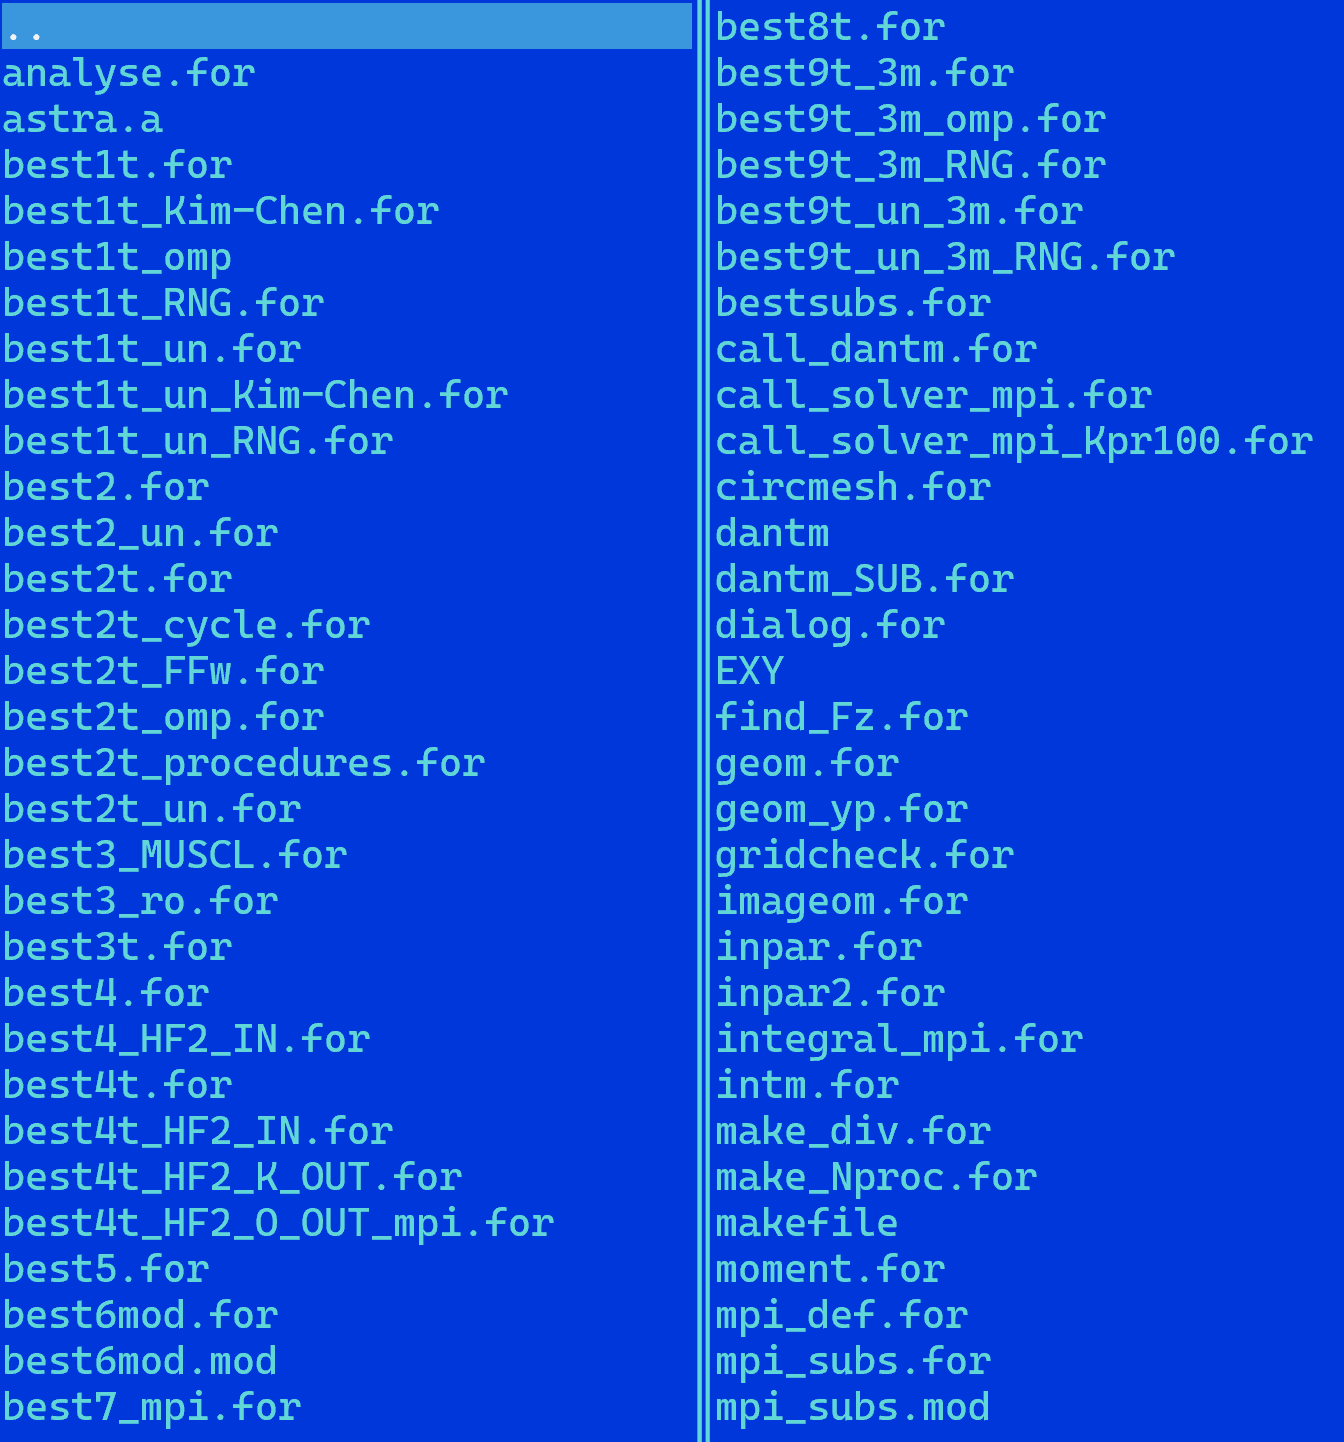 ..
analyse.for
astra.a
best1t.for
best1t_Kim-Chen.for
best1t_omp
best1t_RNG.for
best1t_un.for
best1t_un_Kim-Chen.for
best1t_un_RNG.for
best2.for
best2_un.for
best2t.for
best2t_cycle.for
best2t_FFw.for
best2t_omp.for
best2t_procedures.for
best2t_un.for
best3_MUSCL.for
best3_ro.for
best3t.for
best4.for
best4_HF2_IN.for
best4t.for
best4t_HF2_IN.for
best4t_HF2_K_OUT.for
best4t_HF2_O_OUT_mpi.for
best5.for
best6mod.for
best6mod.mod
best7_mpi.for
best8t.for
best9t_3m.for
best9t_3m_omp.for
best9t_3m_RNG.for
best9t_un_3m.for
best9t_un_3m_RNG.for
bestsubs.for
call_dantm.for
call_solver_mpi.for
call_solver_mpi_Kpr100.for
circmesh.for
dantm
dantm_SUB.for
dialog.for
EXY
find_Fz.for
geom.for
geom_yp.for
gridcheck.for
imageom.for
inpar.for
inpar2.for
integral_mpi.for
intm.for
make_div.for
make_Nproc.for
makefile
moment.for
mpi_def.for
mpi_subs.for
mpi_subs.mod